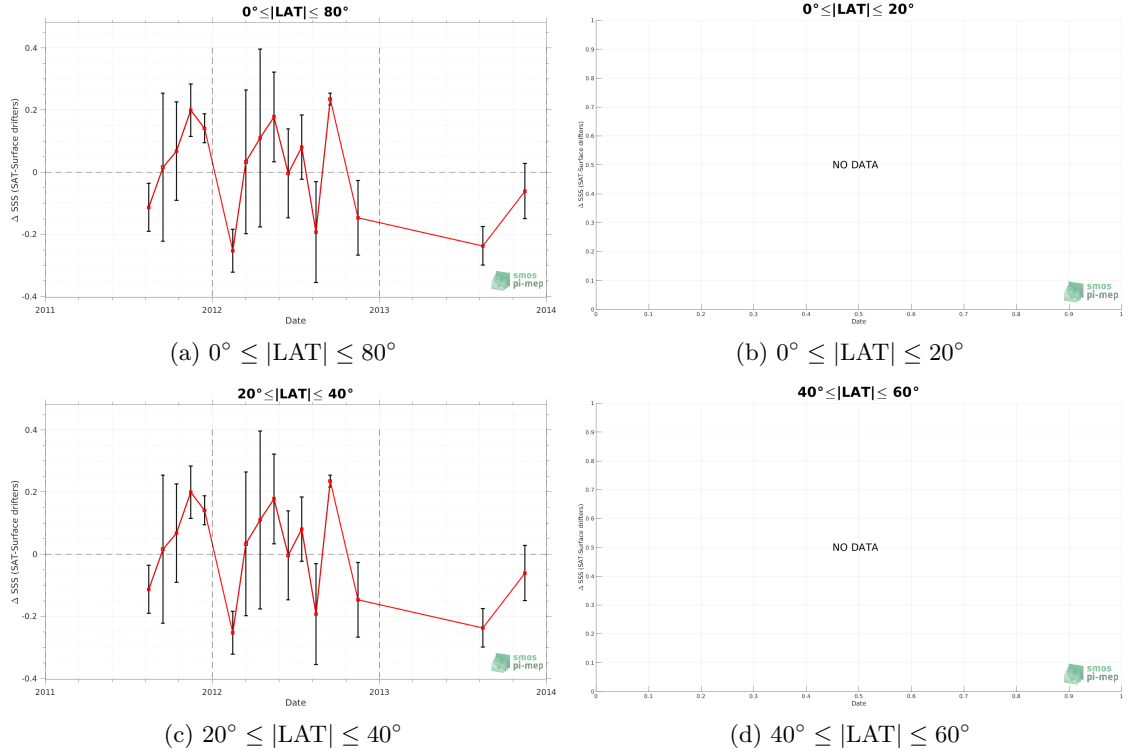 0°≤|LAT|≤ 80°
Δ SSS (SAT-Surface drifters)
0.4
0.2
0
-0.2
-0.4
2011
2012
2013
2014
Date
smos
pi-mep
(a) 0° ≤ |LAT| ≤ 80°
0°≤|LAT|≤ 20°
Δ SSS (SAT-Surface drifters)
1
0.9
0.8
0.7
0.6
0.5
0.4
0.3
0.2
0.1
0
NO DATA
0
0.1
0.2
0.3
0.4
0.5
0.6
0.7
0.8
0.9
1
Date
smos
pi-mep
(b) 0° ≤ |LAT| ≤ 20°
20°≤|LAT|≤ 40°
Δ SSS (SAT-Surface drifters)
0.4
0.2
0
-0.2
-0.4
2011
2012
2013
2014
Date
smos
pi-mep
(c) 20° ≤ |LAT| ≤ 40°
40°≤|LAT|≤ 60°
Δ SSS (SAT-Surface drifters)
1
0.9
0.8
0.7
0.6
0.5
0.4
0.3
0.2
0.1
0
NO DATA
0
0.1
0.2
0.3
0.4
0.5
0.6
0.7
0.8
0.9
1
Date
smos
pi-mep
(d) 40° ≤ |LAT| ≤ 60°